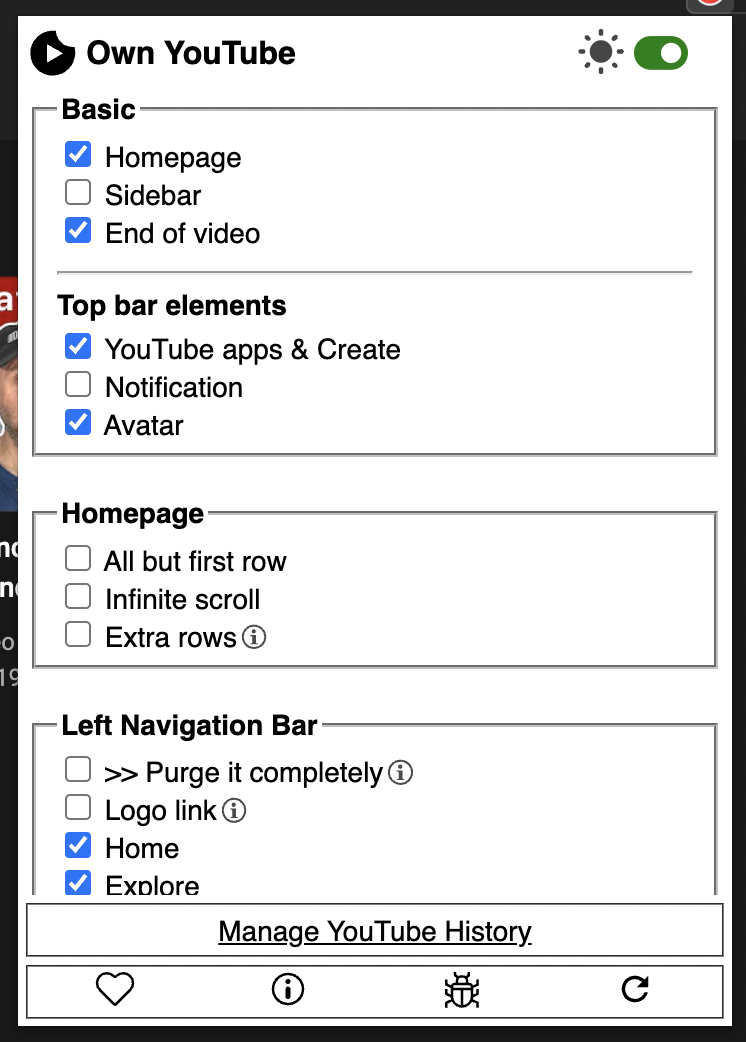 Own YouTube
Basic
Homepage
Sidebar
End of video
Top bar elements
YouTube apps & Create
Notification
Avatar
Homepage
All but first row
Infinite scroll
Extra rows
Left Navigation Bar
>> Purge it completely
Logo link
Home
Explore
Manage YouTube History